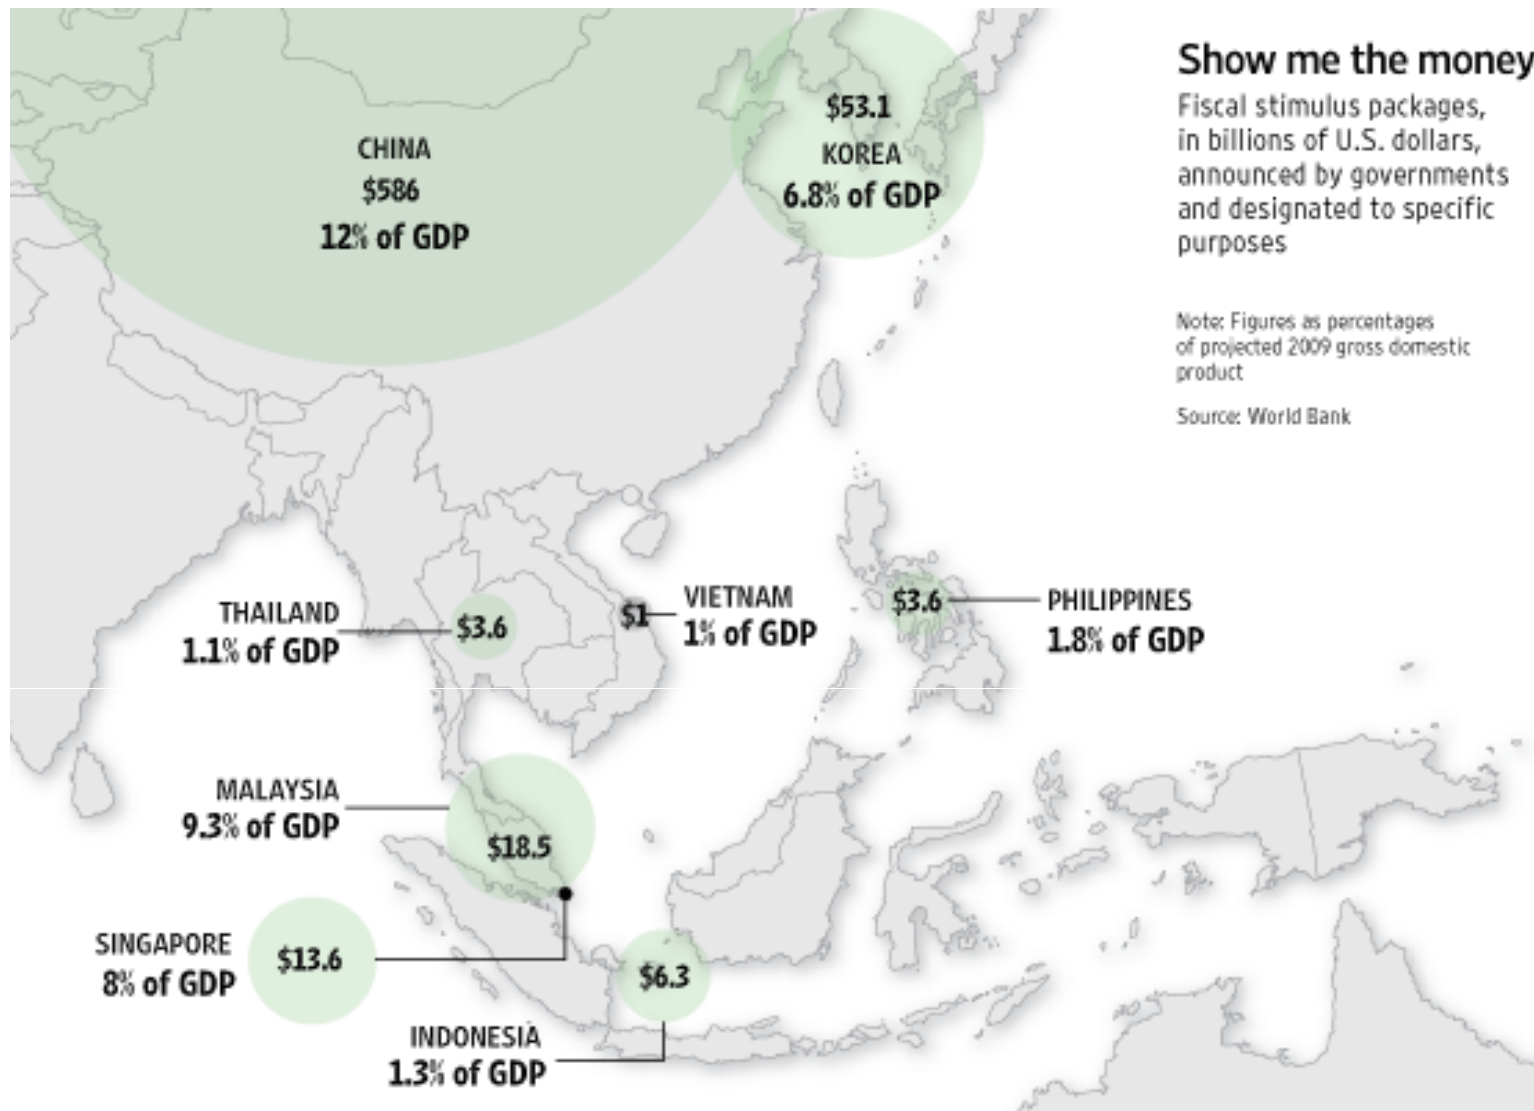 Show me the money
Fiscal stimulus packages,
in billions of U.S. dollars,
announced by governments
and designated to specific
purposes
Note: Figures as percentages
of projected 2009 gross domestic
product
Source: World Bank
CHINA
$586
12% of GDP
$53.1
KOREA
6.8% of GDP
THAILAND
1.1% of GDP
$3.6
$1
VIETNAM
1% of GDP
$3.6
PHILIPPINES
1.8% of GDP
MALAYSIA
9.3% of GDP
$18.5
SINGAPORE
8% of GDP
$13.6
$6.3
INDONESIA
1.3% of GDP